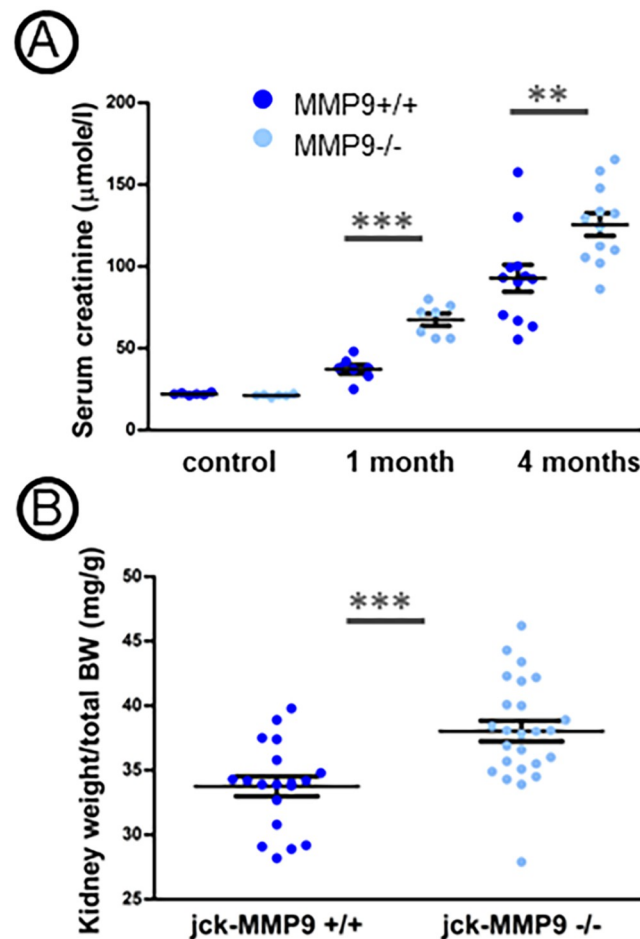 A
Serum creatinine (μmole/l)
200
150
100
50
0
MMP9+/+
MMP9-/-
***
**
control
1 month
4 months
B
Kidney weight/total BW (mg/g)
50
45
40
35
30
25
***
jck-MMP9 +/+
jck-MMP9 -/-